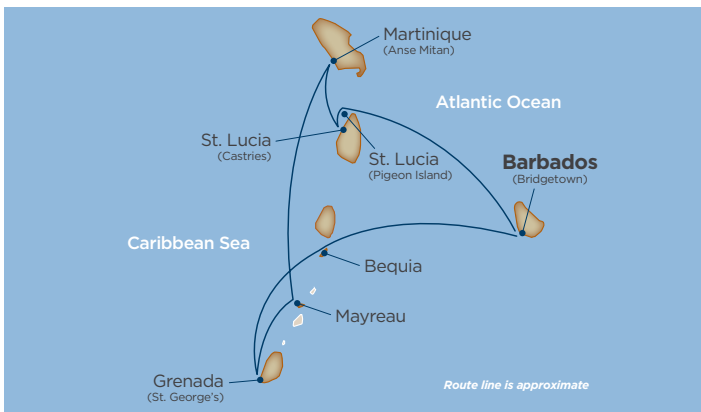 Martinique
(Anse Mitan)
Atlantic Ocean
St. Lucia
(Castries)
St. Lucia
(Pigeon Island)
Barbados
(Bridgetown)
Caribbean Sea
Bequia
Mayreau
Grenada
(St. George's)
Route line is approximate